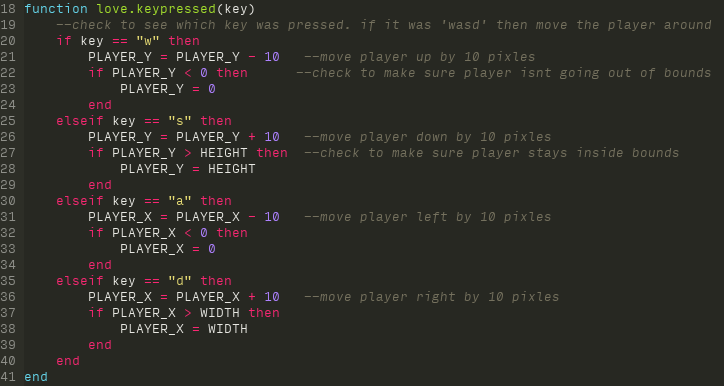 18 function love.keypressed(key)
19     --check to see which key was pressed. if it was 'wasd' then move the player around
20     if key == "w" then
21         PLAYER_Y = PLAYER_Y - 10   --move player up by 10 pixles
22         if PLAYER_Y < 0 then      --check to make sure player isnt going out of bounds
23             PLAYER_Y = 0
24         end
25     elseif key == "s" then
26         PLAYER_Y = PLAYER_Y + 10   --move player down by 10 pixles
27         if PLAYER_Y > HEIGHT then  --check to make sure player stays inside bounds
28             PLAYER_Y = HEIGHT
29         end
30     elseif key == "a" then
31         PLAYER_X = PLAYER_X - 10   --move player left by 10 pixles
32         if PLAYER_X < 0 then
33             PLAYER_X = 0
34         end
35     elseif key == "d" then
36         PLAYER_X = PLAYER_X + 10   --move player right by 10 pixles
37         if PLAYER_X > WIDTH then
38             PLAYER_X = WIDTH
39         end
40     end
41 end